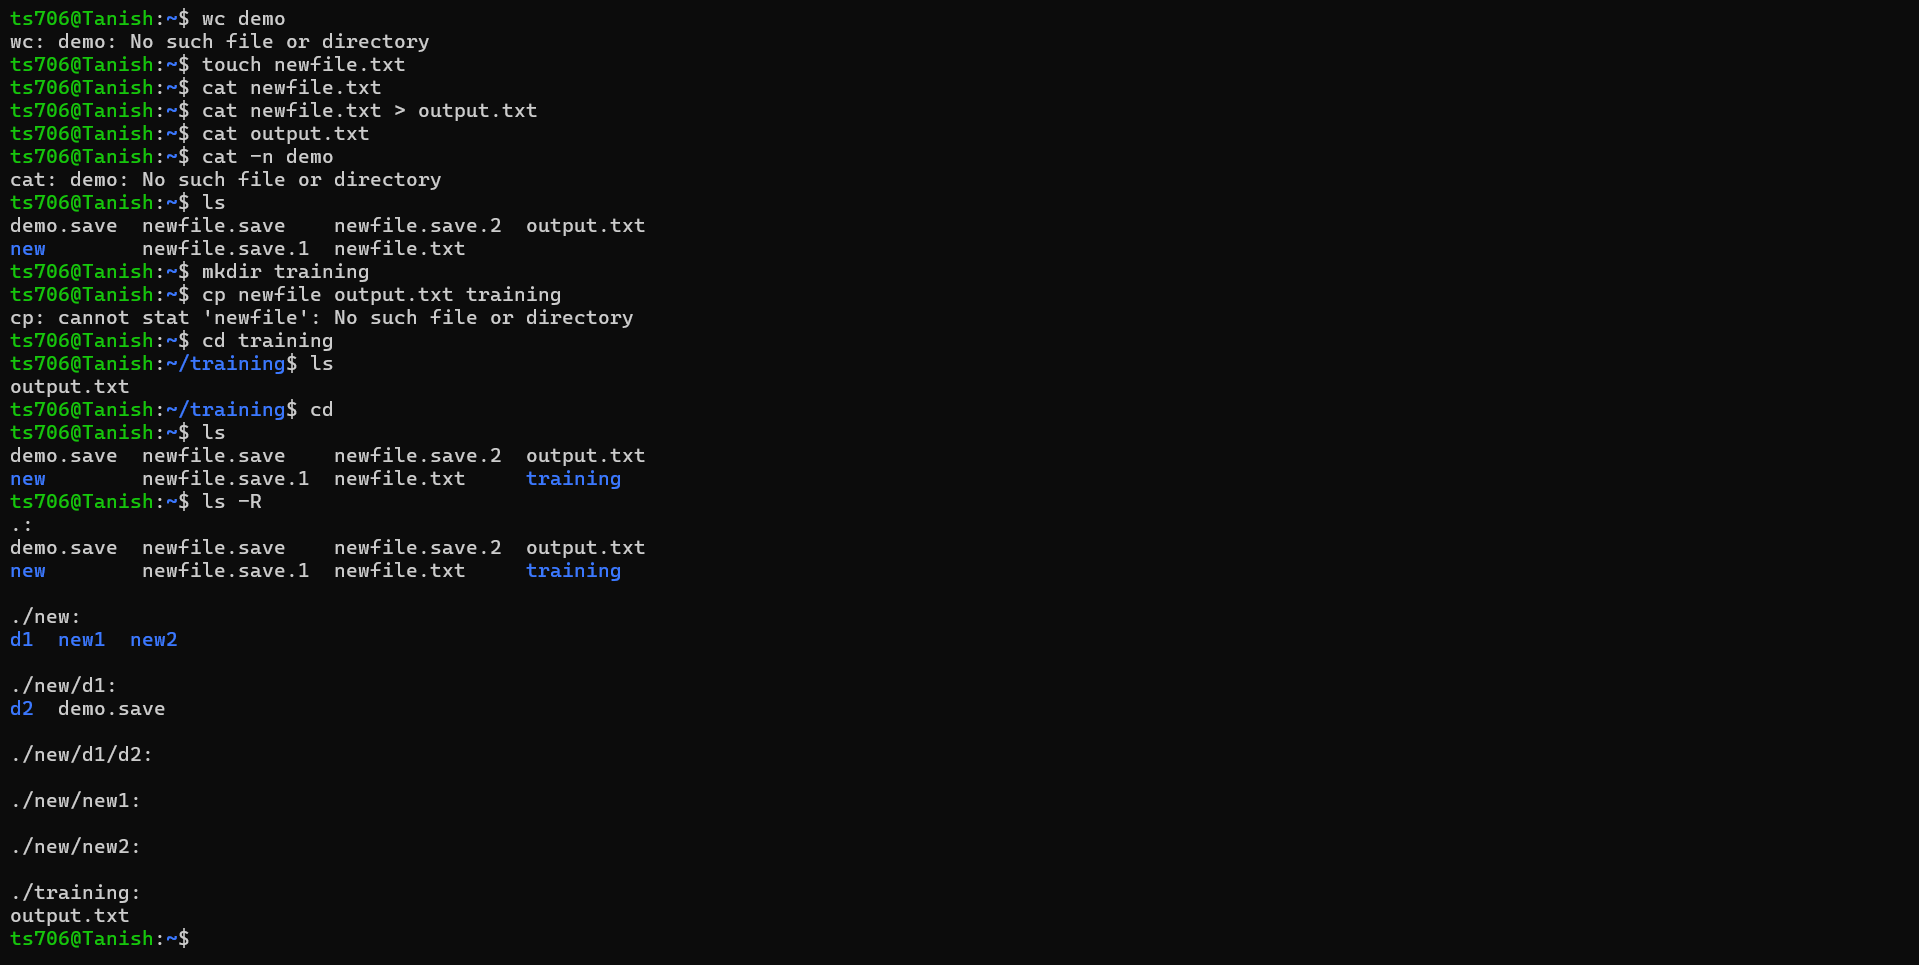 ts706@Tanish:~$ wc demo
wc: demo: No such file or directory
ts706@Tanish:~$ touch newfile.txt
ts706@Tanish:~$ cat newfile.txt
ts706@Tanish:~$ cat newfile.txt > output.txt
ts706@Tanish:~$ cat output.txt
ts706@Tanish:~$ cat -n demo
cat: demo: No such file or directory
ts706@Tanish:~$ ls
demo.save  newfile.save    newfile.save.2  output.txt
new        newfile.save.1  newfile.txt
ts706@Tanish:~$ mkdir training
ts706@Tanish:~$ cp newfile output.txt training
cp: cannot stat 'newfile': No such file or directory
ts706@Tanish:~$ cd training
ts706@Tanish:~/training$ ls
output.txt
ts706@Tanish:~/training$ cd
ts706@Tanish:~$ ls
demo.save  newfile.save    newfile.save.2  output.txt
new        newfile.save.1  newfile.txt     training
ts706@Tanish:~$ ls -R
.:
demo.save  newfile.save    newfile.save.2  output.txt
new        newfile.save.1  newfile.txt     training

./new:
d1  new1  new2

./new/d1:
d2  demo.save

./new/d1/d2:

./new/new1:

./new/new2:

./training:
output.txt
ts706@Tanish:~$